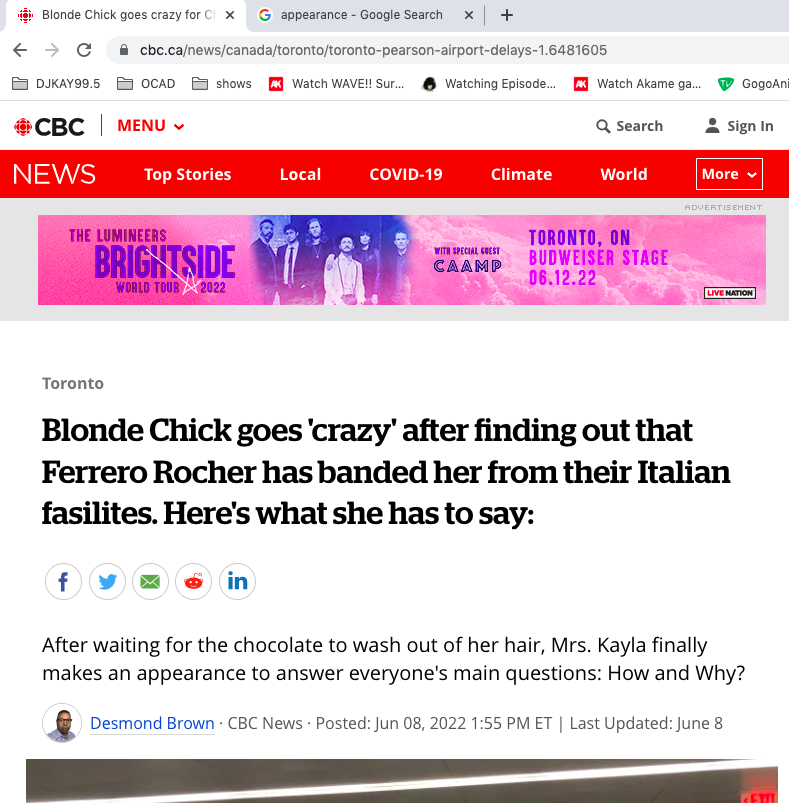 Blonde Chick goes crazy for Ch
appearance - Google Search
cbc.ca/news/canada/toronto/toronto-pearson-airport-delays-1.6481605
DJKAY99.5 OCAD shows Watch WAVE!! Sur... Watching Episode... Watch Akame ga... GogoAni
CBC MENU Search Sign In
NEWS Top Stories Local COVID-19 Climate World More
ADVERTISEMENT
THE LUMINEERS
BRIGHTSIDE
WORLD TOUR 2022
WITH SPECIAL GUEST
CAAMP
TORONTO, ON
BUDWEISER STAGE
06.12.22
LIVE NATION
Toronto
Blonde Chick goes 'crazy' after finding out that
Ferrero Rocher has banded her from their Italian
fasilites. Here's what she has to say:
After waiting for the chocolate to wash out of her hair, Mrs. Kayla finally
makes an appearance to answer everyone's main questions: How and Why?
Desmond Brown · CBC News · Posted: Jun 08, 2022 1:55 PM ET | Last Updated: June 8
EXIT